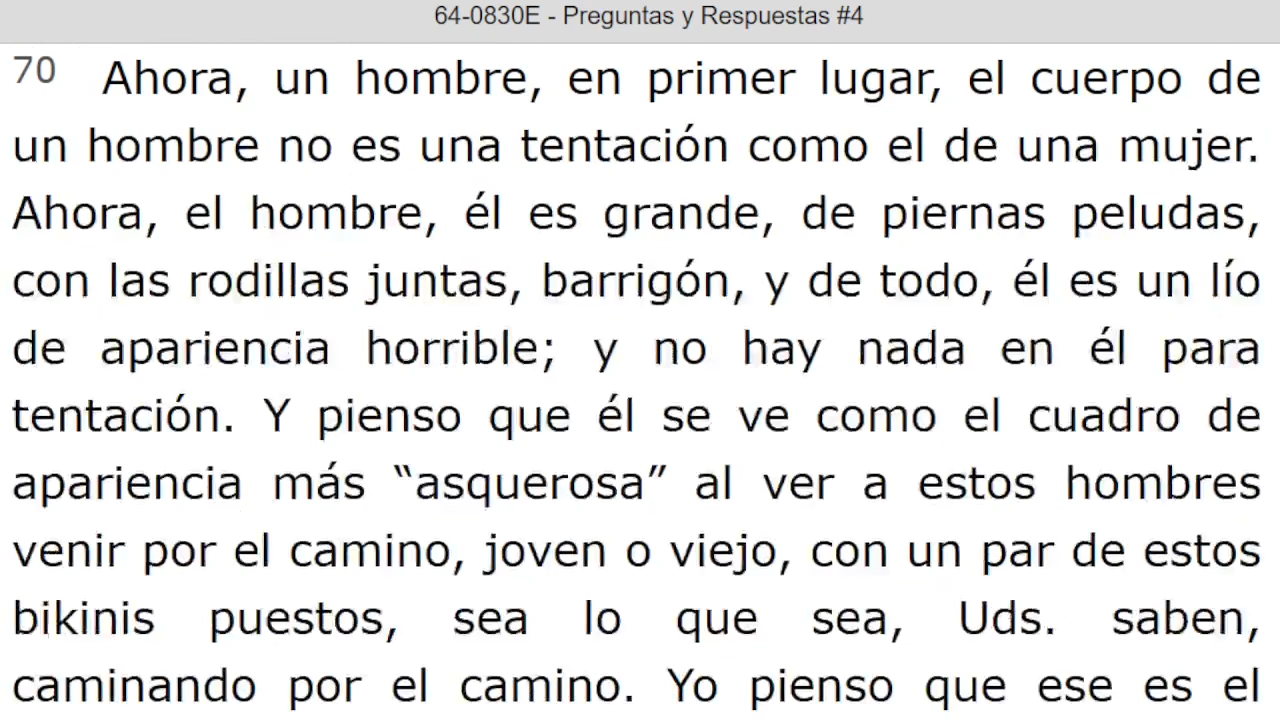 64-0830E - Preguntas y Respuestas #4
70 Ahora, un hombre, en primer lugar, el cuerpo de
un hombre no es una tentación como el de una mujer.
Ahora, el hombre, él es grande, de piernas peludas,
con las rodillas juntas, barrigón, y de todo, él es un lío
de apariencia horrible; y no hay nada en él para
tentación. Y pienso que él se ve como el cuadro de
apariencia más “asquerosa” al ver a estos hombres
venir por el camino, joven o viejo, con un par de estos
bikinis puestos, sea lo que sea, Uds. saben,
caminando por el camino. Yo pienso que ese es el